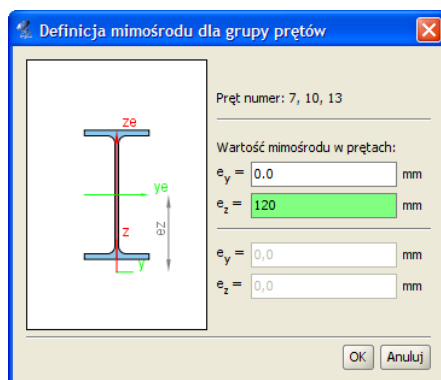 Definicja mimośrodu dla grupy prętów
ze
ye
ze
z
y
Pręt numer: 7, 10, 13
Wartość mimośrodu w prętach:
ey = 0.0 mm
ez = 120 mm
ey = 0,0 mm
ez = 0,0 mm
OK Anuluj